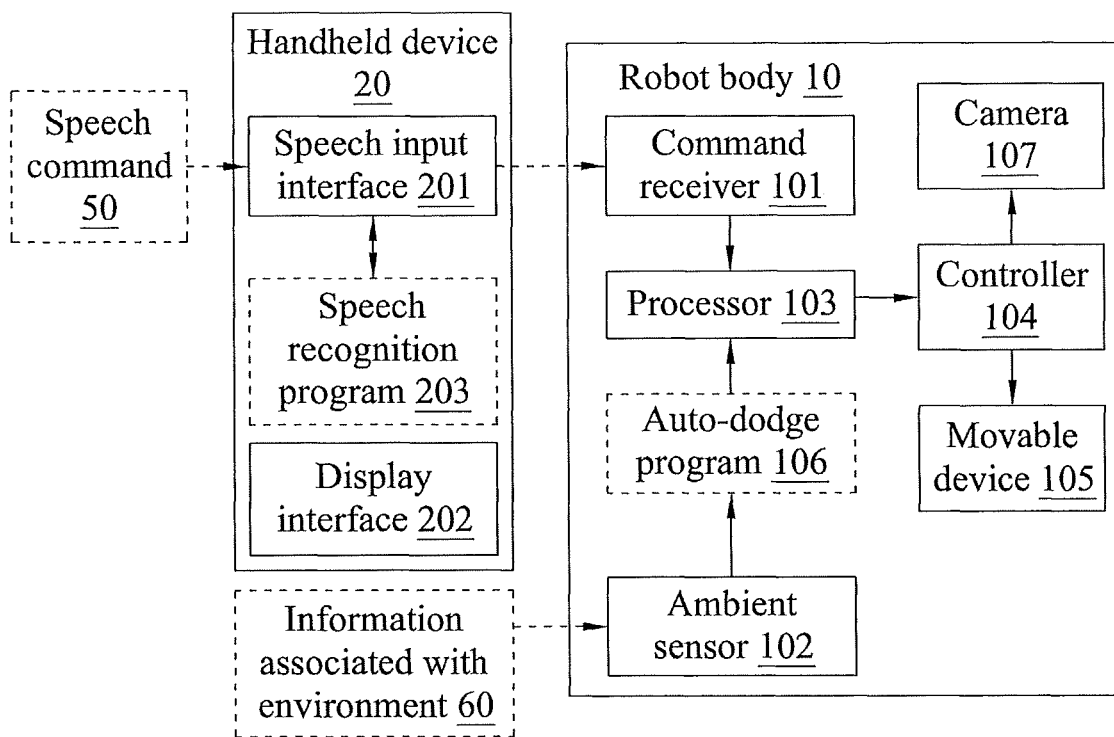 Handheld device
20
Speech
command
50
Speech input
interface 201
Speech
recognition
program 203
Display
interface 202
Information
associated with
environment 60
Robot body 10
Command
receiver 101
Processor 103
Auto-dodge
program 106
Ambient
sensor 102
Camera
107
Controller
104
Movable
device 105